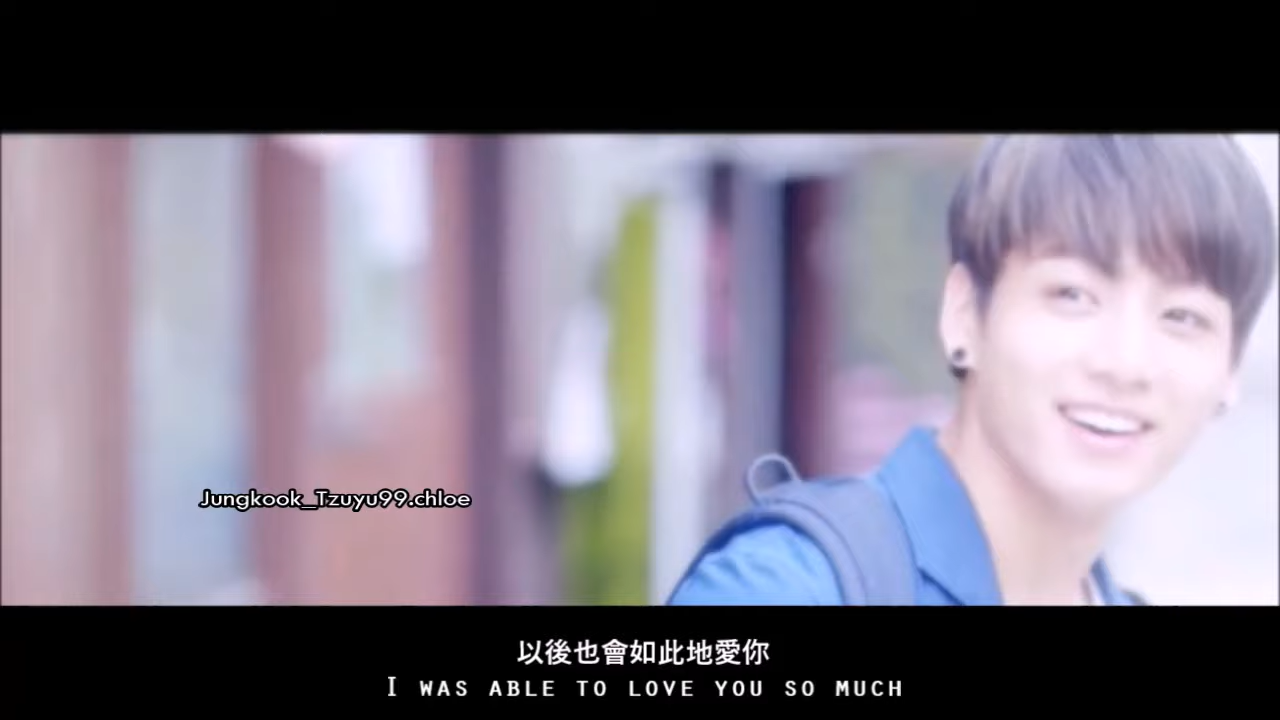 Jungkook_Tzuyu99.chloe
以後也會如此地愛你
I WAS ABLE TO LOVE YOU SO MUCH